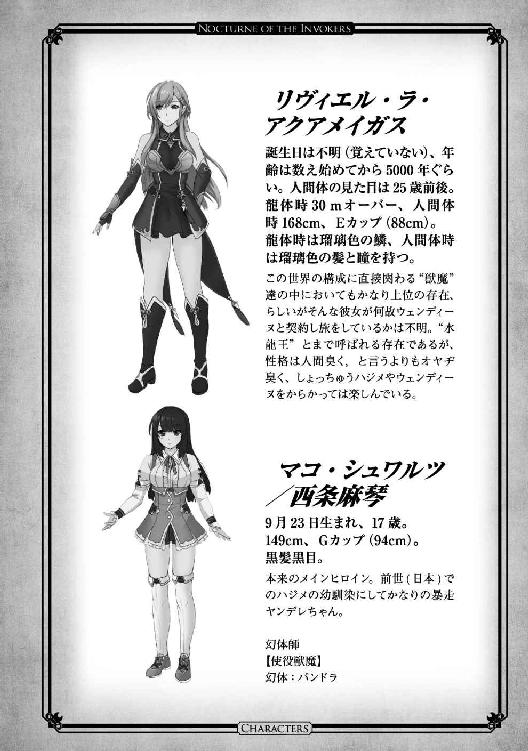 NOCTURNE OF THE INVOKERS
リヴィエル・ラ・
アクアメイガス
誕生日は不明（覚えていない）、年
齢は数え始めてから5000年ぐら
い。人間体の見た目は25歳前後。
龍体時30mオーバー、人間体
時168cm、Eカップ（88cm）。
龍体時は瑠璃色の鱗、人間体時
は瑠璃色の髪と瞳を持つ。
この世界の構成に直接関わる“獣魔”
達の中においてもかなり上位の存在、
らしいがそんな彼女が何故ウェンディー
ヌと契約し旅をしているかは不明。“水
龍王”とまで呼ばれる存在であるが、
性格は人間臭く、と言うよりもオヤヂ
臭く、しょっちゅうハジメやウェンディー
ヌをからかっては楽しんでいる。
マコ・シュワルツ
／西条麻琴
9月23日生まれ、17歳。
149cm、Gカップ（94cm）。
黒髪黒目。
本来のメインヒロイン。前世（日本）で
のハジメの幼馴染にしてかなりの暴走
ヤンデレちゃん。
幻体師
【使役獣魔】
幻体：パンドラ
CHARACTERS